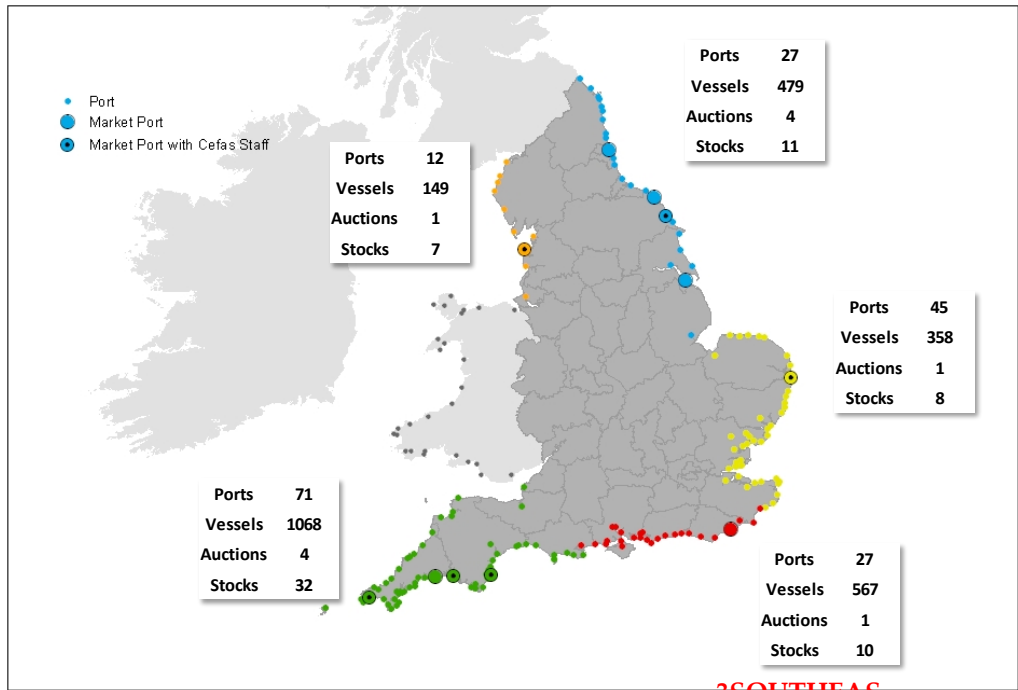 Port
Market Port
Market Port with Cefas Staff
Ports 27
Vessels 479
Auctions 4
Stocks 11
Ports 12
Vessels 149
Auctions 1
Stocks 7
Ports 45
Vessels 358
Auctions 1
Stocks 8
Ports 71
Vessels 1068
Auctions 4
Stocks 32
Ports 27
Vessels 567
Auctions 1
Stocks 10
3SOUTHEAS